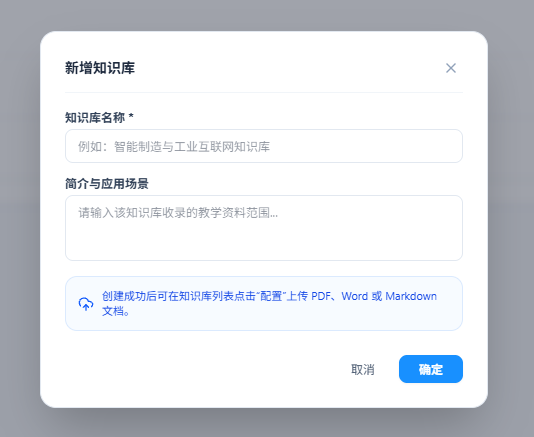 新增知识库
知识库名称 *
例如：智能制造与工业互联网知识库
简介与应用场景
请输入该知识库收录的教学资料范围...
创建成功后可在知识库列表点击“配置”上传 PDF、Word 或 Markdown
文档。
取消
确定